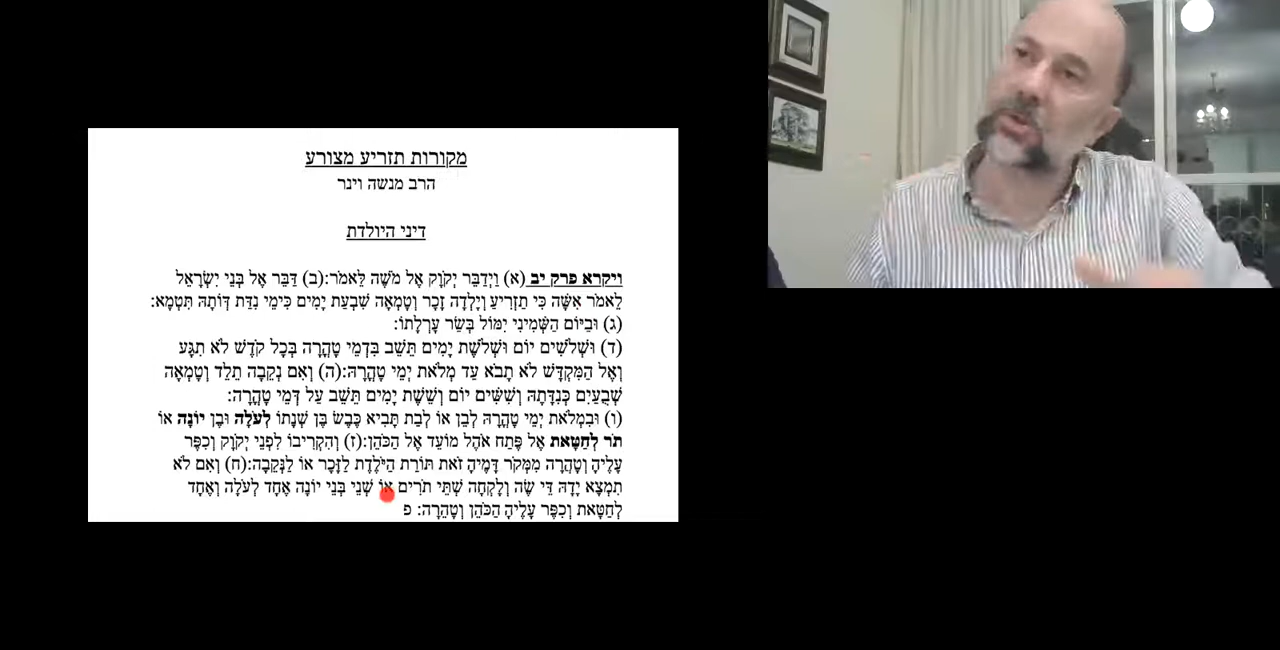 מקורות תזריע מצורע
הרב מנשה וינר
דיני היולדת
ויקרא פרק יב (א) וַיְדַבֵּר יְקֹוָק אֶל מֹשֶׁה לֵּאמֹר:(ב) דַּבֵּר אֶל בְּנֵי יִשְׂרָאֵל
לֵאמֹר אִשָּׁה כִּי תַזְרִיעַ וְיָלְדָה זָכָר וְטָמְאָה שִׁבְעַת יָמִים כִּימֵי נִדַּת דְּוֹתָהּ תִּטְמָא:
(ג) וּבַיּוֹם הַשְּׁמִינִי יִמּוֹל בְּשַׂר עָרְלָתוֹ:
(ד) וּשְׁלֹשִׁים יוֹם וּשְׁלֹשֶׁת יָמִים תֵּשֵׁב בִּדְמֵי טָהֳרָה בְּכָל קֹדֶשׁ לֹא תִגָּע
וְאֶל הַמִּקְדָּשׁ לֹא תָבֹא עַד מְלֹאת יְמֵי טָהֳרָהּ:(ה) וְאִם נְקֵבָה תֵלֵד וְטָמְאָה
שְׁבֻעַיִם כְּנִדָּתָהּ וְשִׁשִּׁים יוֹם וְשֵׁשֶׁת יָמִים תֵּשֵׁב עַל דְּמֵי טָהֳרָה:
(ו) וּבִמְלֹאת יְמֵי טָהֳרָהּ לְבֵן אוֹ לְבַת תָּבִיא כֶּבֶשׂ בֶּן שְׁנָתוֹ לְעֹלָה וּבֶן יוֹנָה אוֹ
תֹר לְחַטָּאת אֶל פֶּתַח אֹהֶל מוֹעֵד אֶל הַכֹּהֵן:(ז) וְהִקְרִיבוֹ לִפְנֵי יְקֹוָק וְכִפֶּר
עָלֶיהָ וְטָהֲרָה מִמְּקֹר דָּמֶיהָ זֹאת תּוֹרַת הַיֹּלֶדֶת לַזָּכָר אוֹ לַנְּקֵבָה:(ח) וְאִם לֹא
תִמְצָא יָדָהּ דֵּי שֶׂה וְלָקְחָה שְׁתֵּי תֹרִים אוֹ שְׁנֵי בְּנֵי יוֹנָה אֶחָד לְעֹלָה וְאֶחָד
לְחַטָּאת וְכִפֶּר עָלֶיהָ הַכֹּהֵן וְטָהֵרָה: פ